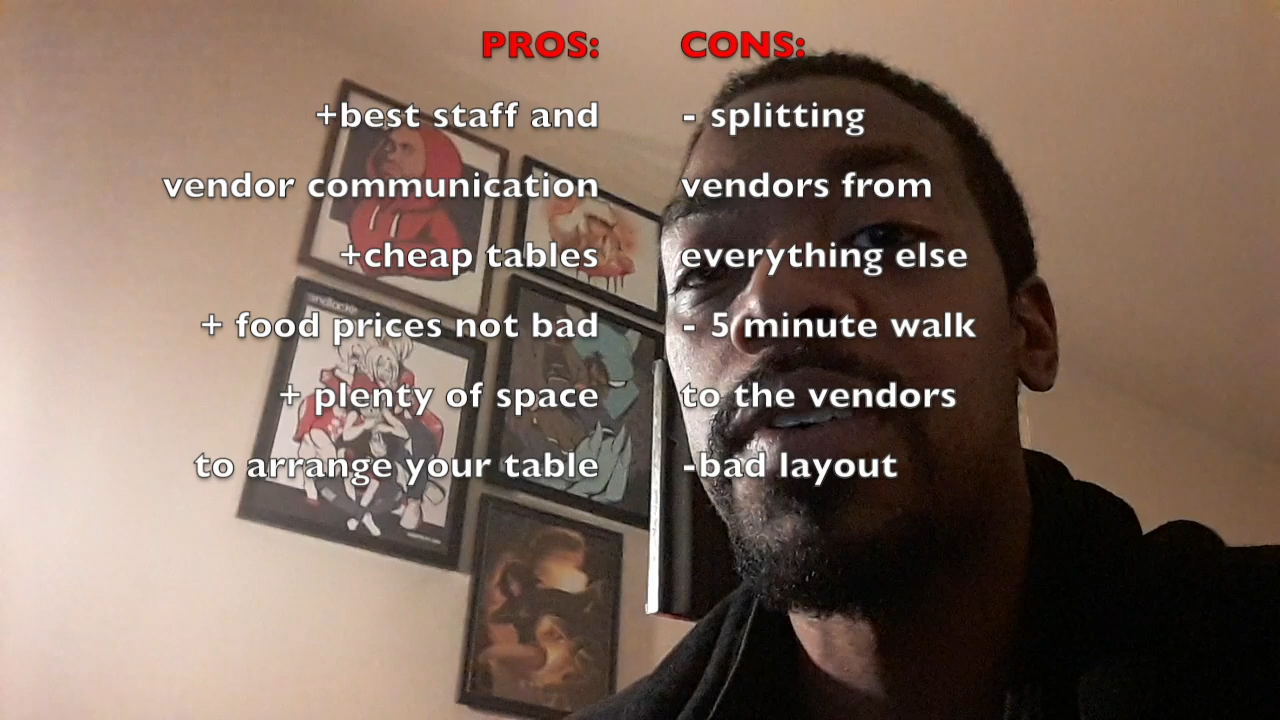 PROS:
+best staff and
vendor communication
+cheap tables
+ food prices not bad
+ plenty of space
to arrange your table
CONS:
- splitting
vendors from
everything else
- 5 minute walk
to the vendors
-bad layout